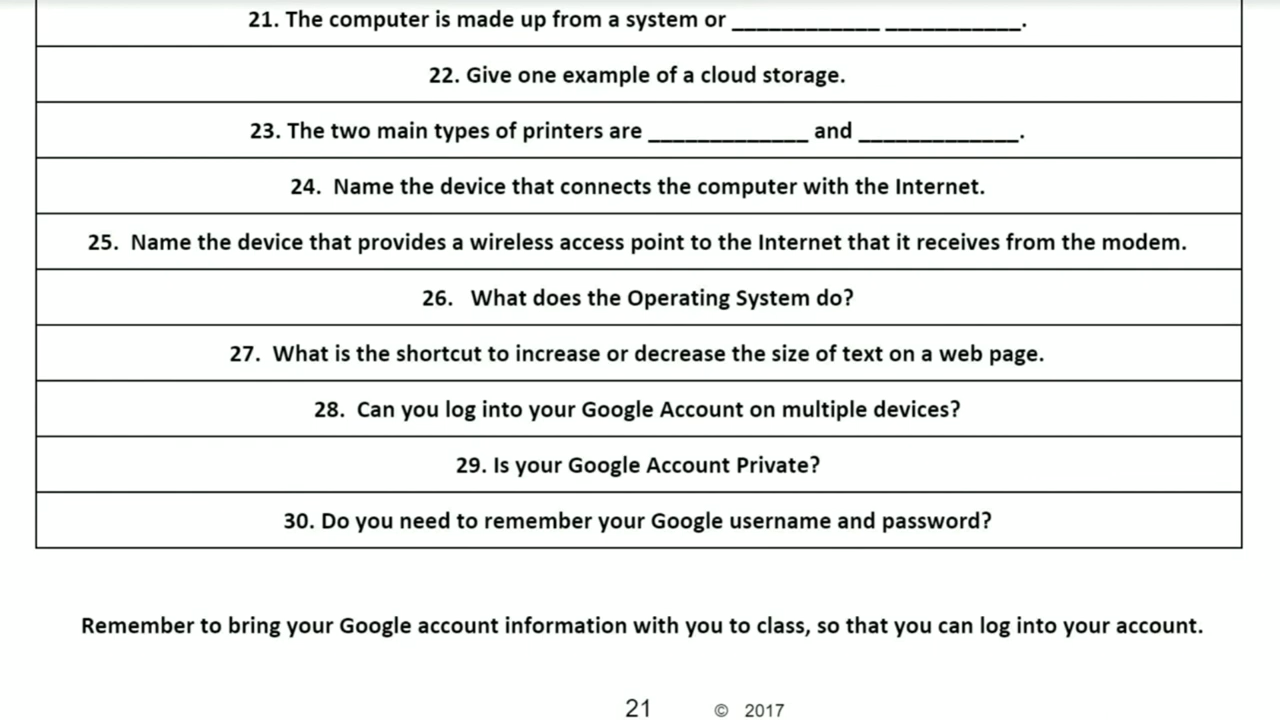 21. The computer is made up from a system or ____________ ___________.
22. Give one example of a cloud storage.
23. The two main types of printers are _____________ and _____________.
24.  Name the device that connects the computer with the Internet.
25.  Name the device that provides a wireless access point to the Internet that it receives from the modem.
26.   What does the Operating System do?
27.  What is the shortcut to increase or decrease the size of text on a web page.
28.  Can you log into your Google Account on multiple devices?
29. Is your Google Account Private?
30. Do you need to remember your Google username and password?
Remember to bring your Google account information with you to class, so that you can log into your account.
21 © 2017